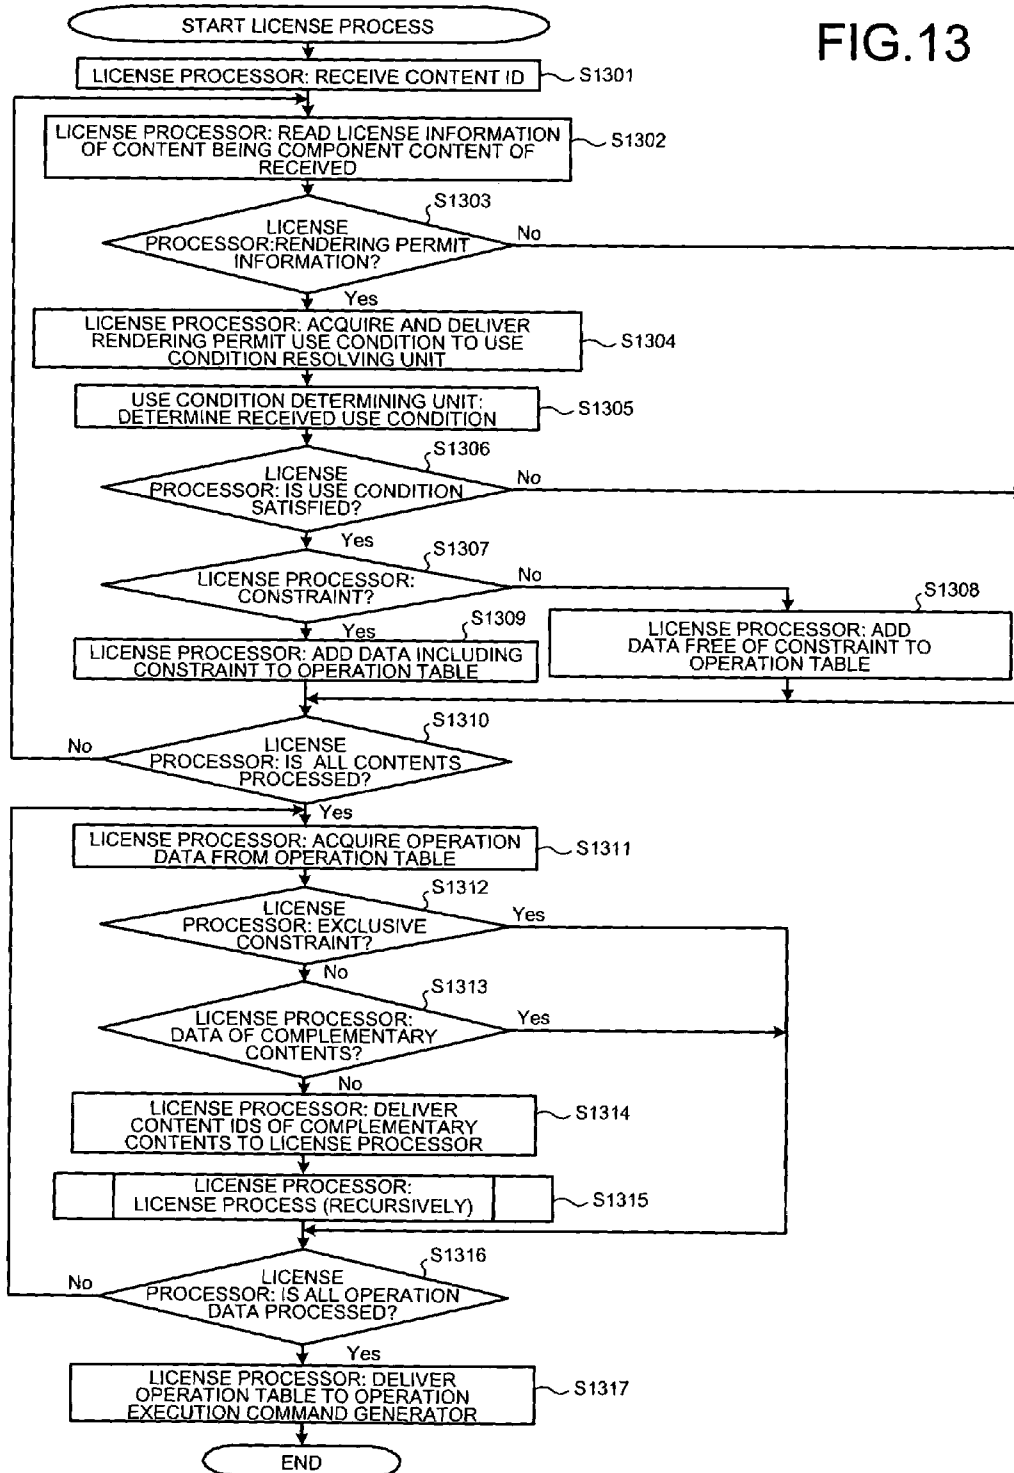 FIG.13
START LICENSE PROCESS
LICENSE PROCESSOR: RECEIVE CONTENT ID
S1301
LICENSE PROCESSOR: READ LICENSE INFORMATION
OF CONTENT BEING COMPONENT CONTENT OF
RECEIVED
S1302
S1303
LICENSE
PROCESSOR:RENDERING PERMIT
INFORMATION?
No
Yes
LICENSE PROCESSOR: ACQUIRE AND DELIVER
RENDERING PERMIT USE CONDITION TO USE
CONDITION RESOLVING UNIT
S1304
USE CONDITION DETERMINING UNIT:
DETERMINE RECEIVED USE CONDITION
S1305
S1306
LICENSE
PROCESSOR: IS USE CONDITION
SATISFIED?
No
Yes
S1307
LICENSE PROCESSOR:
CONSTRAINT?
No
Yes
S1308
LICENSE PROCESSOR: ADD
DATA FREE OF CONSTRAINT TO
OPERATION TABLE
S1309
LICENSE PROCESSOR: ADD DATA INCLUDING
CONSTRAINT TO OPERATION TABLE
S1310
LICENSE
PROCESSOR: IS ALL CONTENTS
PROCESSED?
No
Yes
LICENSE PROCESSOR: ACQUIRE OPERATION
DATA FROM OPERATION TABLE
S1311
S1312
LICENSE
PROCESSOR: EXCLUSIVE
CONSTRAINT?
Yes
No
S1313
LICENSE PROCESSOR:
DATA OF COMPLEMENTARY
CONTENTS?
Yes
No
LICENSE PROCESSOR: DELIVER
CONTENT IDS OF COMPLEMENTARY
CONTENTS TO LICENSE PROCESSOR
S1314
LICENSE PROCESSOR:
LICENSE PROCESS (RECURSIVELY)
S1315
S1316
LICENSE
PROCESSOR: IS ALL OPERATION
DATA PROCESSED?
No
Yes
LICENSE PROCESSOR: DELIVER
OPERATION TABLE TO OPERATION
EXECUTION COMMAND GENERATOR
S1317
END